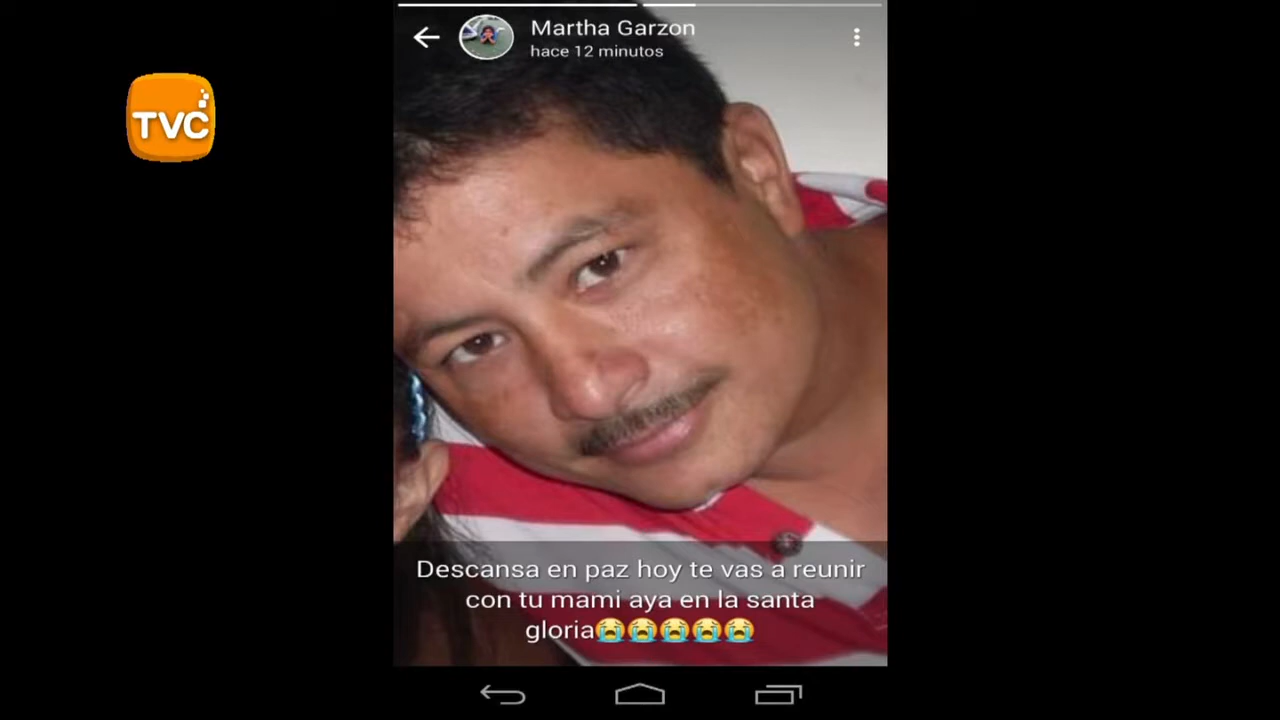 Martha Garzon
hace 12 minutos
TVC
Descansa en paz hoy te vas a reunir
con tu mami aya en la santa
gloria😭😭😭😭😭